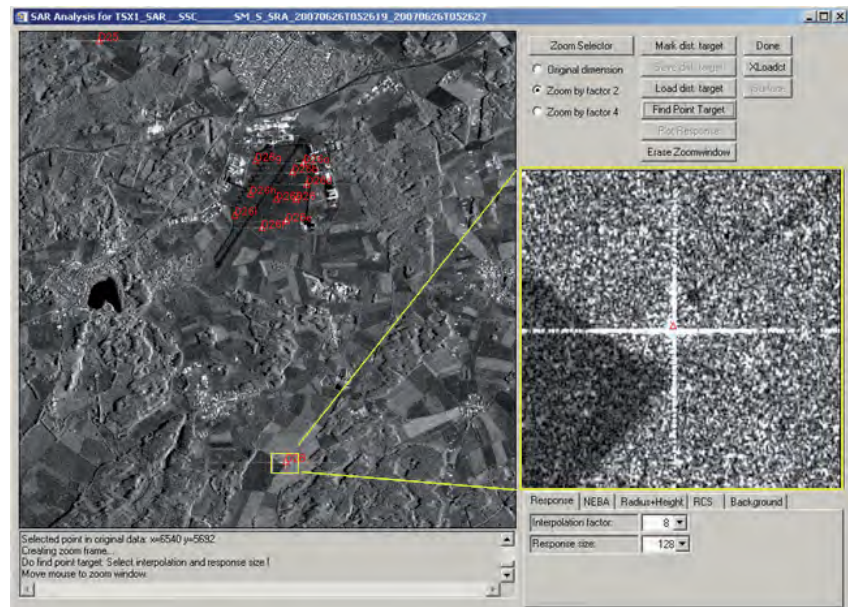 SAR Analysis for TSX1_SAR__SSC______SM_S_SRA_20070626T052619_20070626T052627
Zoom Selector
Mark dist. target
Done
Original dimension
Save dist. target
XLoadct
Zoom by factor 2
Load dist. target
Zoom by factor 4
Find Point Target
Plot Response
Erase Zoomwindow
Response
NEBA
Radius+Height
RCS
Background
Interpolation factor:
8
Response size:
128
Selected point in original data: x=6540 y=5692
Creating zoom frame...
Do find point target: Select interpolation and response size !
Move mouse to zoom window